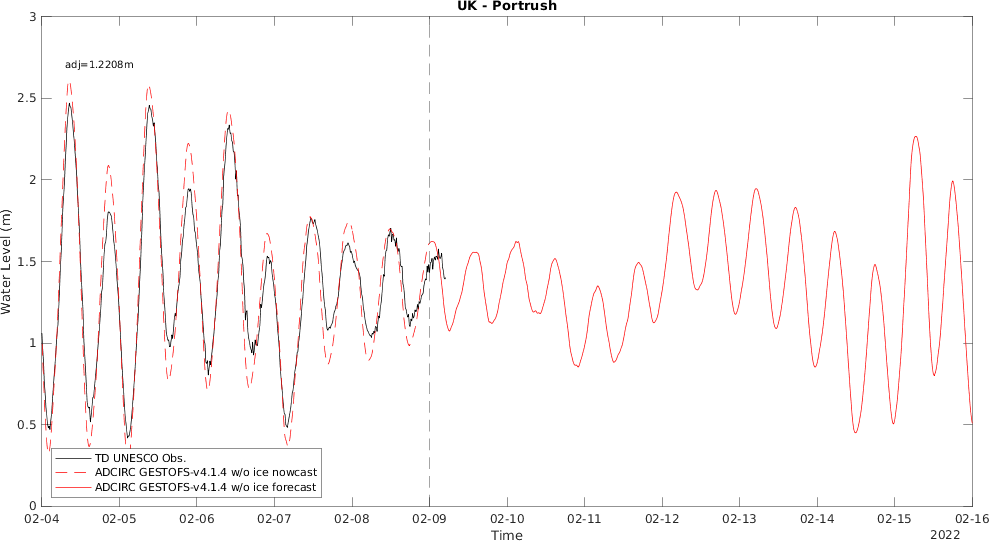 UK - Portrush
adj=1.2208m
Water Level (m)
3
2.5
2
1.5
1
0.5
0
TD UNESCO Obs.
ADCIRC GESTOFS-v4.1.4 w/o ice nowcast
ADCIRC GESTOFS-v4.1.4 w/o ice forecast
02-04 02-05 02-06 02-07 02-08 02-09 02-10 02-11 02-12 02-13 02-14 02-15 02-16
Time
2022